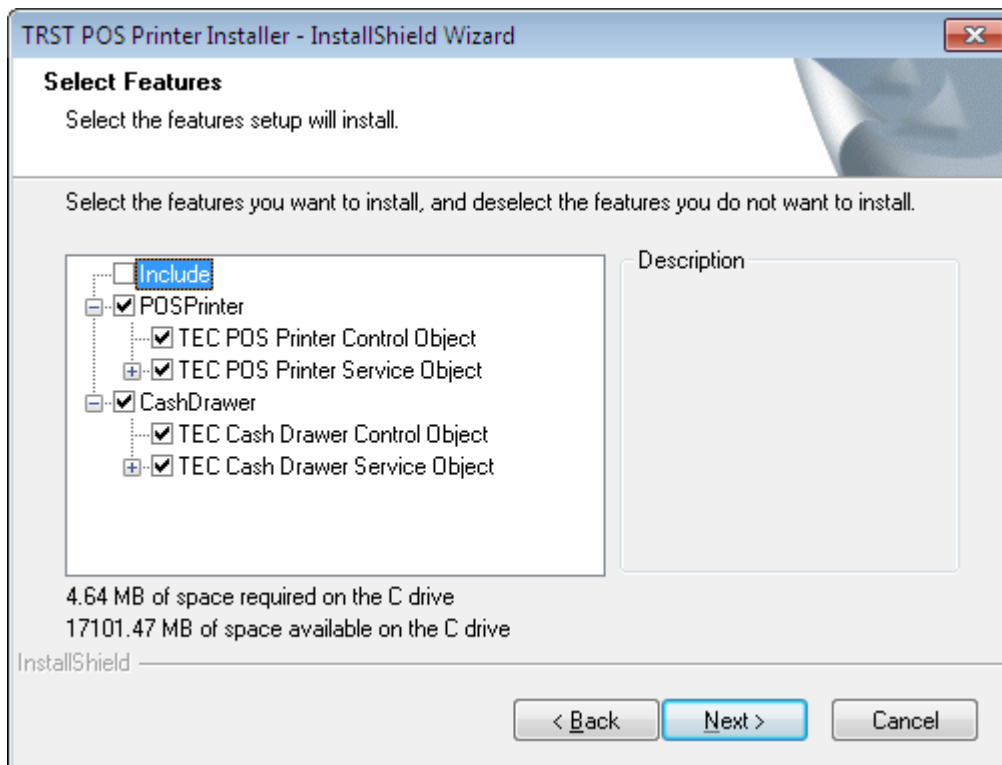 TRST POS Printer Installer - InstallShield Wizard
Select Features
Select the features setup will install.
Select the features you want to install, and deselect the features you do not want to install.
Include
POSPrinter
TEC POS Printer Control Object
TEC POS Printer Service Object
CashDrawer
TEC Cash Drawer Control Object
TEC Cash Drawer Service Object
Description
4.64 MB of space required on the C drive
17101.47 MB of space available on the C drive
InstallShield
< Back Next > Cancel